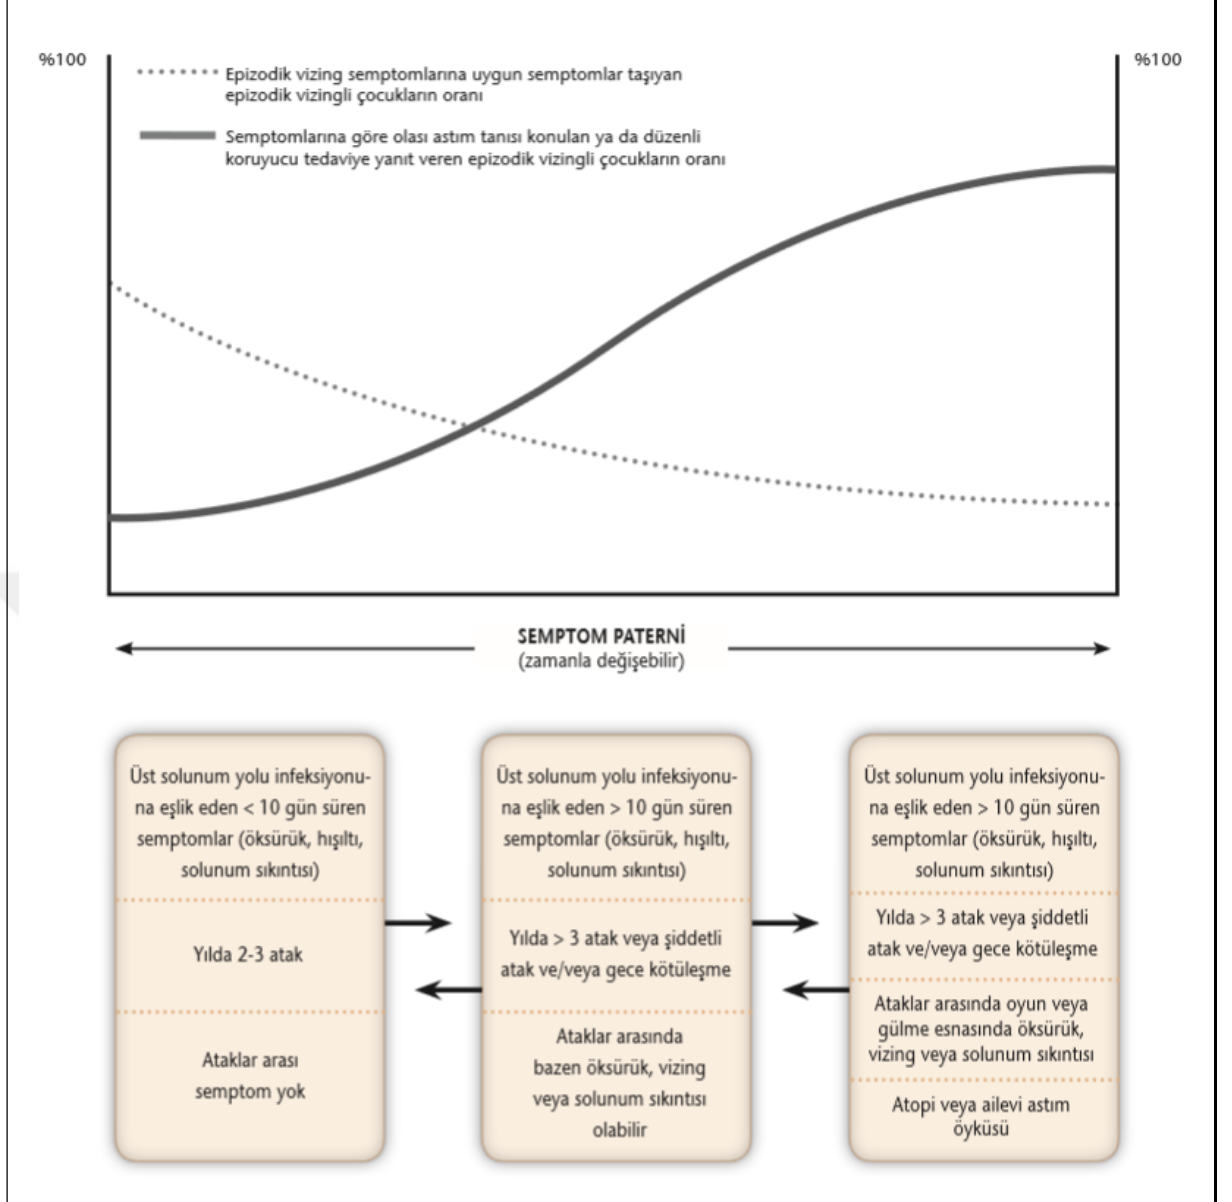 %100
%100
Epizodik vizing semptomlarına uygun semptomlar taşıyan
epizodik vizingli çocukların oranı
Semptomlarına göre olası astım tanısı konulan ya da düzenli
koruyucu tedaviye yanıt veren epizodik vizingli çocukların oranı
SEMPTOM PATERNİ
(zamanla değişebilir)
Üst solunum yolu infeksiyonu-
na eşlik eden < 10 gün süren
semptomlar (öksürük, hışıltı,
solunum sıkıntısı)
Yılda 2-3 atak
Ataklar arası
semptom yok
Üst solunum yolu infeksiyonu-
na eşlik eden > 10 gün süren
semptomlar (öksürük, hışıltı,
solunum sıkıntısı)
Yılda > 3 atak veya şiddetli
atak ve/veya gece kötüleşme
Ataklar arasında
bazen öksürük, vizing
veya solunum sıkıntısı
olabilir
Üst solunum yolu infeksiyonu-
na eşlik eden > 10 gün süren
semptomlar (öksürük, hışıltı,
solunum sıkıntısı)
Yılda > 3 atak veya şiddetli
atak ve/veya gece kötüleşme
Ataklar arasında oyun veya
gülme esnasında öksürük,
vizing veya solunum sıkıntısı
Atopi veya ailevi astım
öyküsü